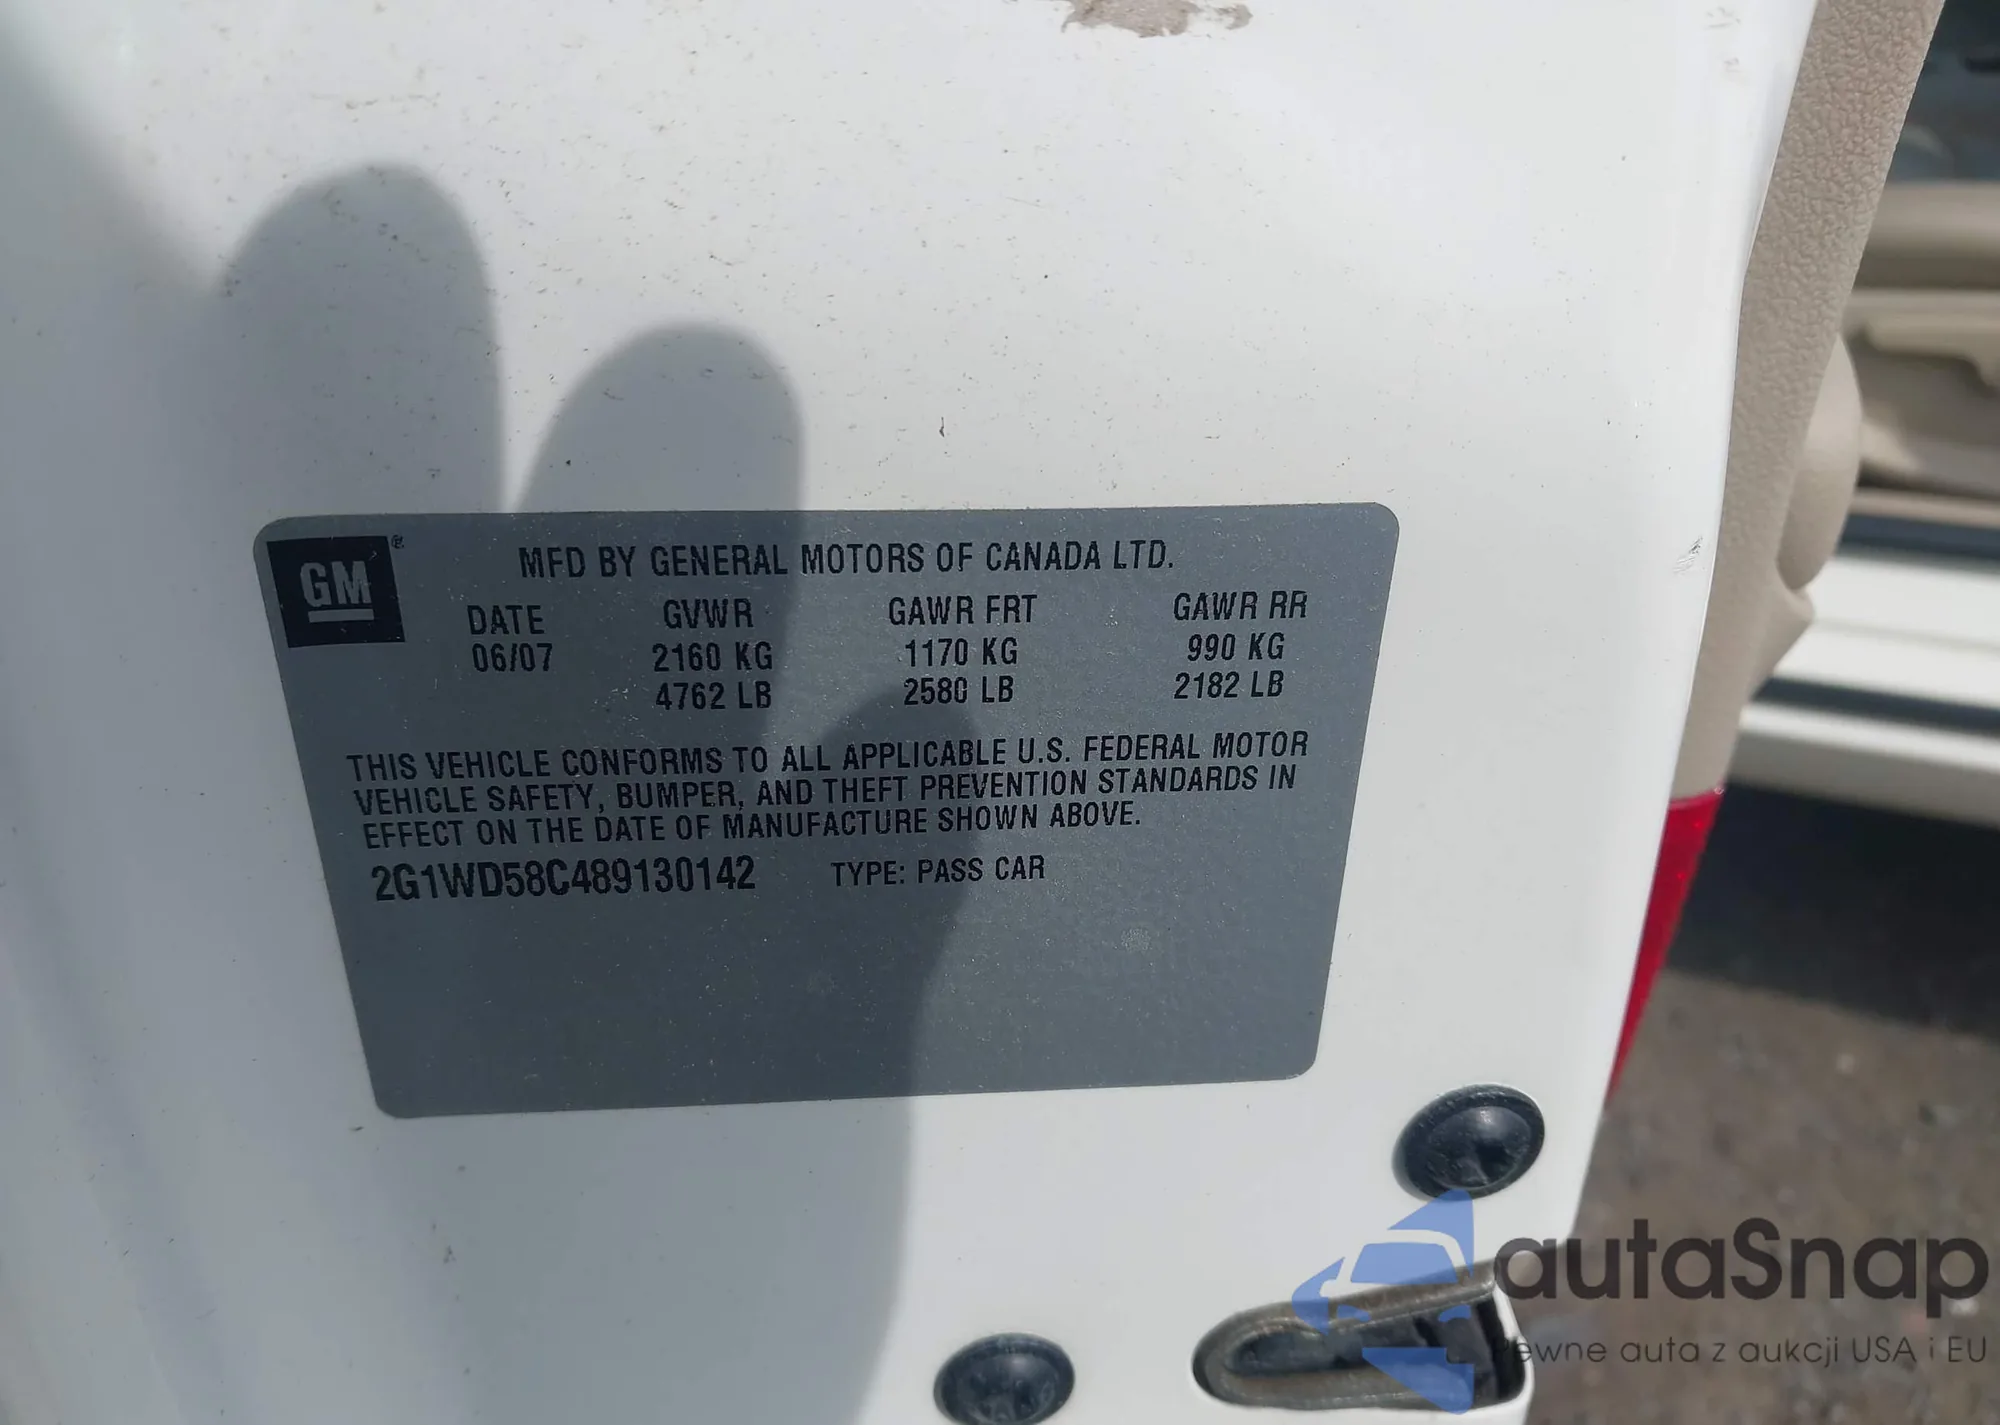 GM®
MFD BY GENERAL MOTORS OF CANADA LTD.
DATE GVWR GAWR FRT GAWR RR
06/07 2160 KG 1170 KG 990 KG
4762 LB 2580 LB 2182 LB
THIS VEHICLE CONFORMS TO ALL APPLICABLE U.S. FEDERAL MOTOR
VEHICLE SAFETY, BUMPER, AND THEFT PREVENTION STANDARDS IN
EFFECT ON THE DATE OF MANUFACTURE SHOWN ABOVE.
2G1WD58C489130142 TYPE: PASS CAR
autaSnap
Pewne auta z aukcji USA i EU